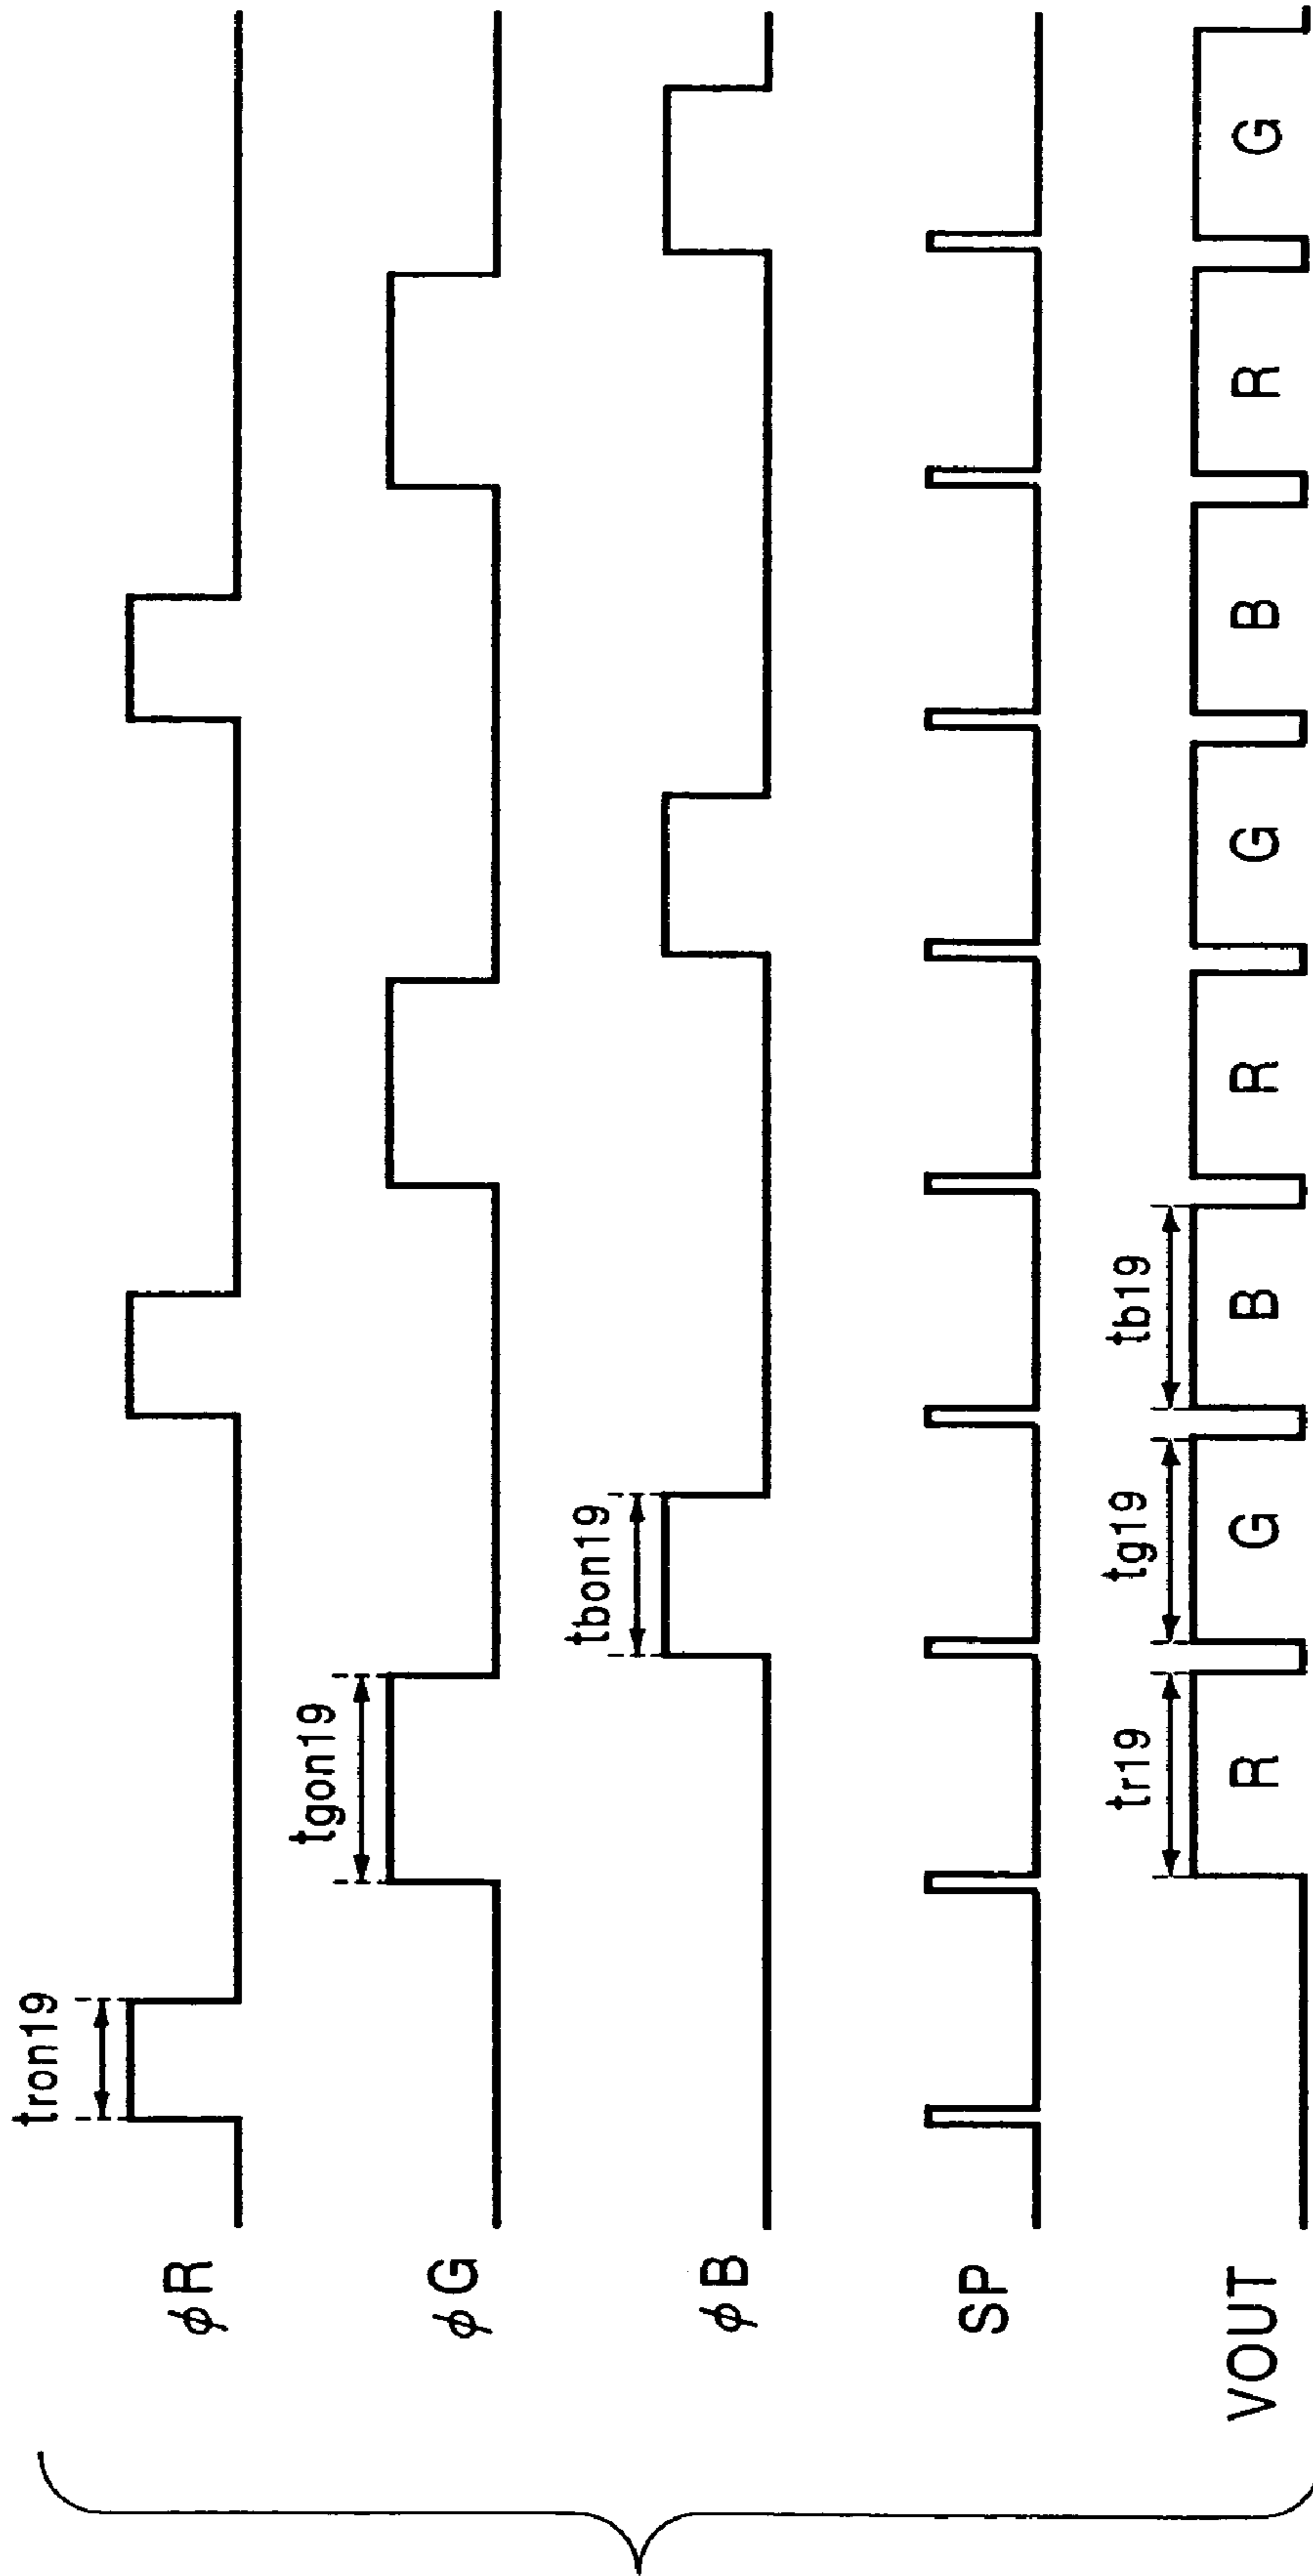 φR
tron19
φG
tgon19
φB
tbon19
SP
VOUT
tr19
tg19
tb19
R
G
B
R
G
B
R
G